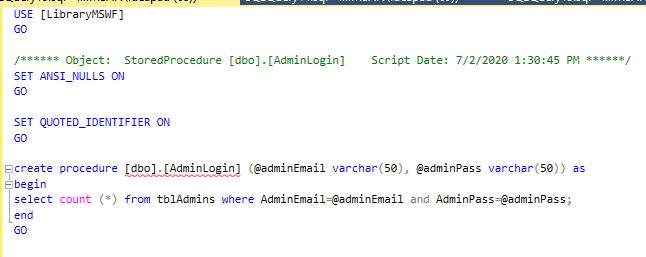 USE [LibraryMSWF]
GO
/****** Object:  StoredProcedure [dbo].[AdminLogin]    Script Date: 7/2/2020 1:30:45 PM ******/
SET ANSI_NULLS ON
GO
SET QUOTED_IDENTIFIER ON
GO
create procedure [dbo].[AdminLogin] (@adminEmail varchar(50), @adminPass varchar(50)) as
begin
select count (*) from tblAdmins where AdminEmail=@adminEmail and AdminPass=@adminPass;
end
GO